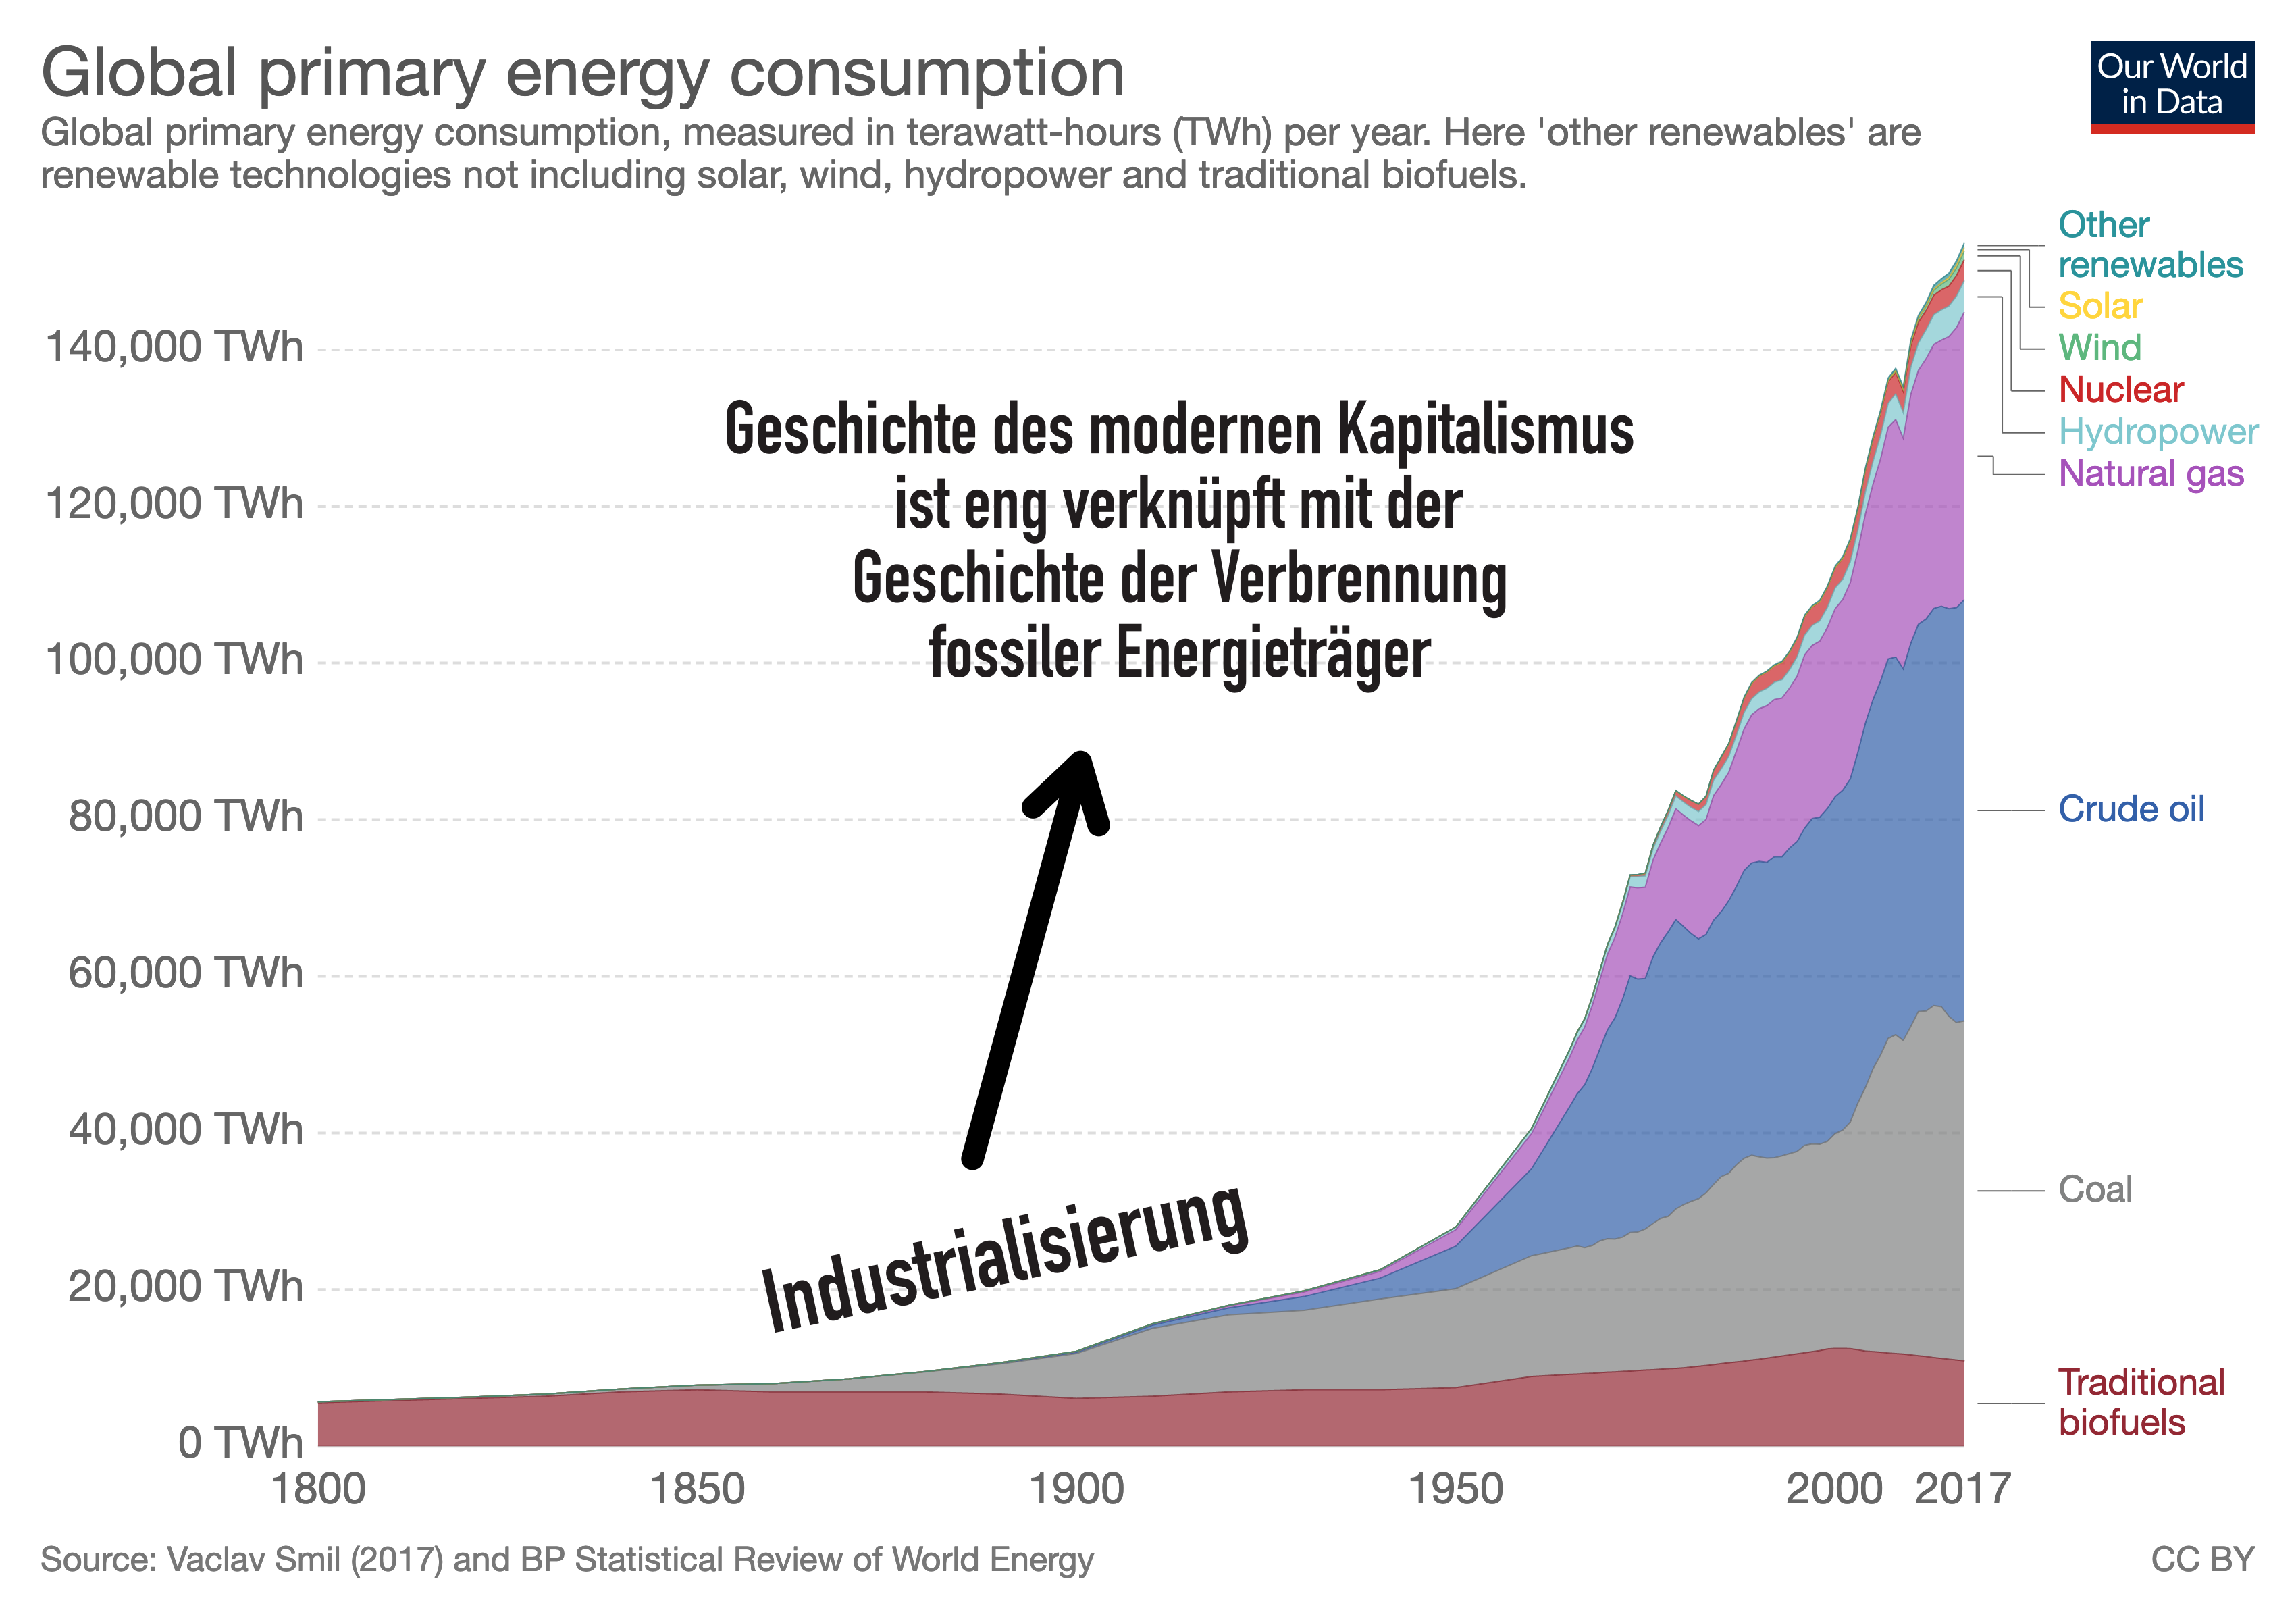 Global primary energy consumption
Global primary energy consumption, measured in terawatt-hours (TWh) per year. Here 'other renewables' are
renewable technologies not including solar, wind, hydropower and traditional biofuels.
Our World
in Data
Other
renewables
Solar
Wind
Nuclear
Hydropower
Natural gas
Crude oil
Coal
Traditional
biofuels
140,000 TWh
120,000 TWh
100,000 TWh
80,000 TWh
60,000 TWh
40,000 TWh
20,000 TWh
0 TWh
Geschichte des modernen Kapitalismus
ist eng verknüpft mit der
Geschichte der Verbrennung
fossiler Energieträger
Industrialisierung
1800
1850
1900
1950
2000
2017
Source: Vaclav Smil (2017) and BP Statistical Review of World Energy
CC BY